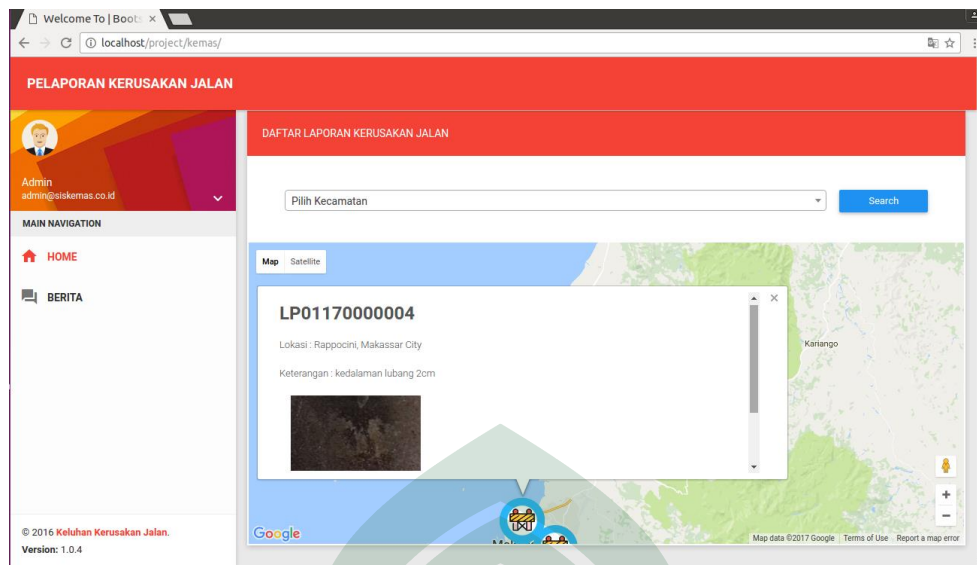 Welcome To | Boots
localhost/project/kemas/
PELAPORAN KERUSAKAN JALAN
Admin
admin@siskemas.co.id
MAIN NAVIGATION
HOME
BERITA
© 2016 Keluhan Kerusakan Jalan.
Version: 1.0.4
DAFTAR LAPORAN KERUSAKAN JALAN
Pilih Kecamatan
Search
Map Satellite
LP01170000004
Lokasi : Rappocini, Makassar City
Keterangan : kedalaman lubang 2cm
Kariango
+
−
Google
Map data ©2017 Google Terms of Use Report a map error